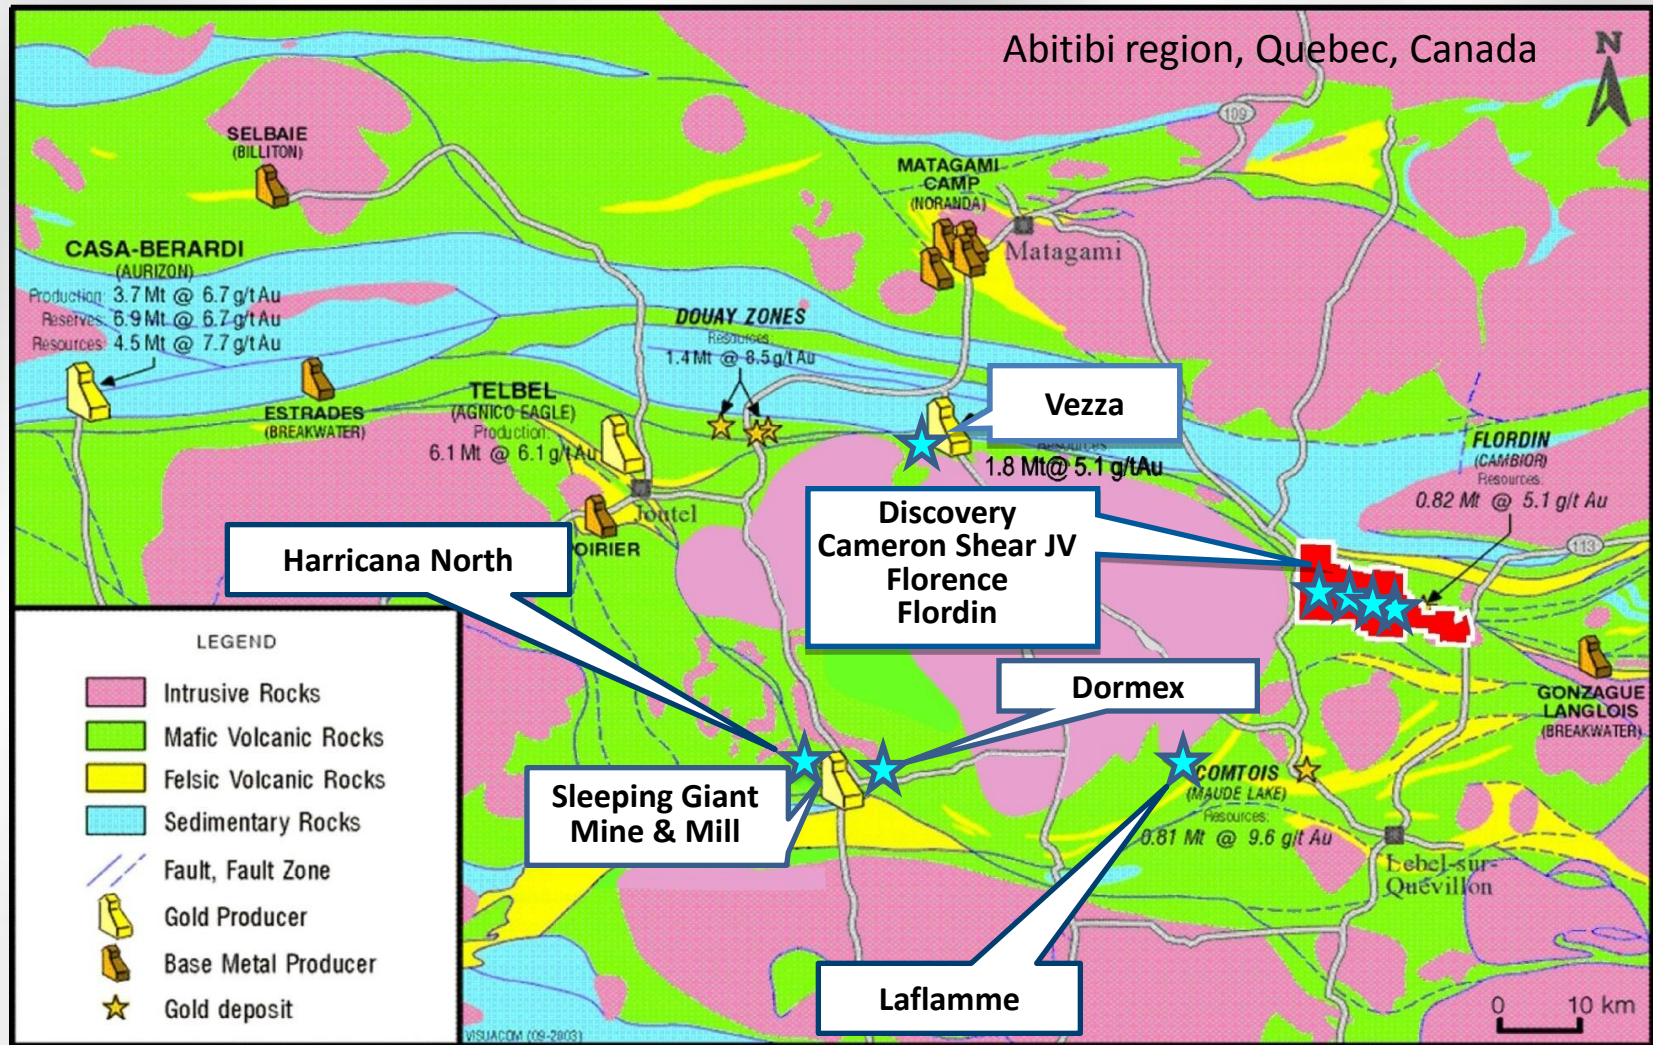 Abitibi region, Quebec, Canada
N
109
SELBAIE
(BILLITON)
MATAGAMI
CAMP
(NORANDA)
Matagami
CASA-BERARDI
(AURIZON)
Production: 3.7 Mt @ 6.7 g/t Au
Reserves: 6.9 Mt @ 6.7 g/t Au
Resources: 4.5 Mt @ 7.7 g/t Au
DOUAY ZONES
Resources:
1.4 Mt @ 8.5 g/t Au
ESTRADES
(BREAKWATER)
TELBEL
(AGNICO EAGLE)
Production:
6.1 Mt @ 6.1 g/t Au
Vezza
Resources:
1.8 Mt@ 5.1 g/tAu
FLORDIN
(CAMBIOR)
Resources:
0.82 Mt @ 5.1 g/t Au
Joutel
OIRIER
113
Discovery
Cameron Shear JV
Florence
Flordin
Harricana North
Dormex
GONZAGUE
LANGLOIS
(BREAKWATER)
Sleeping Giant
Mine & Mill
COMTOIS
(MAUDE LAKE)
Resources:
0.81 Mt @ 9.6 g/t Au
Lebel-sur-
Quévillon
Laflamme
LEGEND
Intrusive Rocks
Mafic Volcanic Rocks
Felsic Volcanic Rocks
Sedimentary Rocks
Fault, Fault Zone
Gold Producer
Base Metal Producer
Gold deposit
VISUACOM (09-2003)
0 10 km